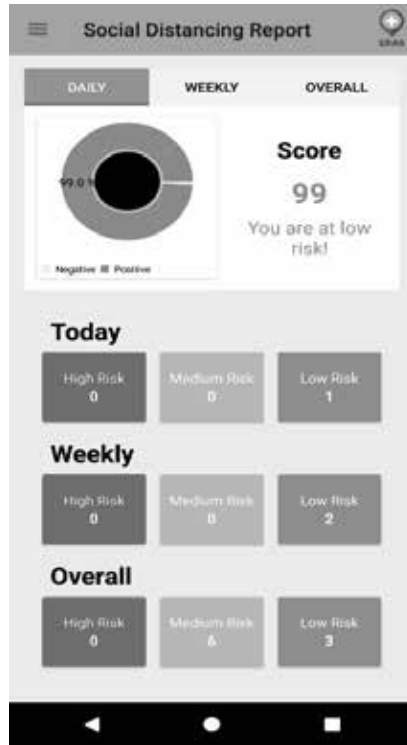 Social Distancing Report
DAILY WEEKLY OVERALL
99.0 %
Negative Positive
Score
99
You are at low
risk!
Today
High Risk Medium Risk Low Risk
0 0 1
Weekly
High Risk Medium Risk Low Risk
0 0 2
Overall
High Risk Medium Risk Low Risk
0 6 3